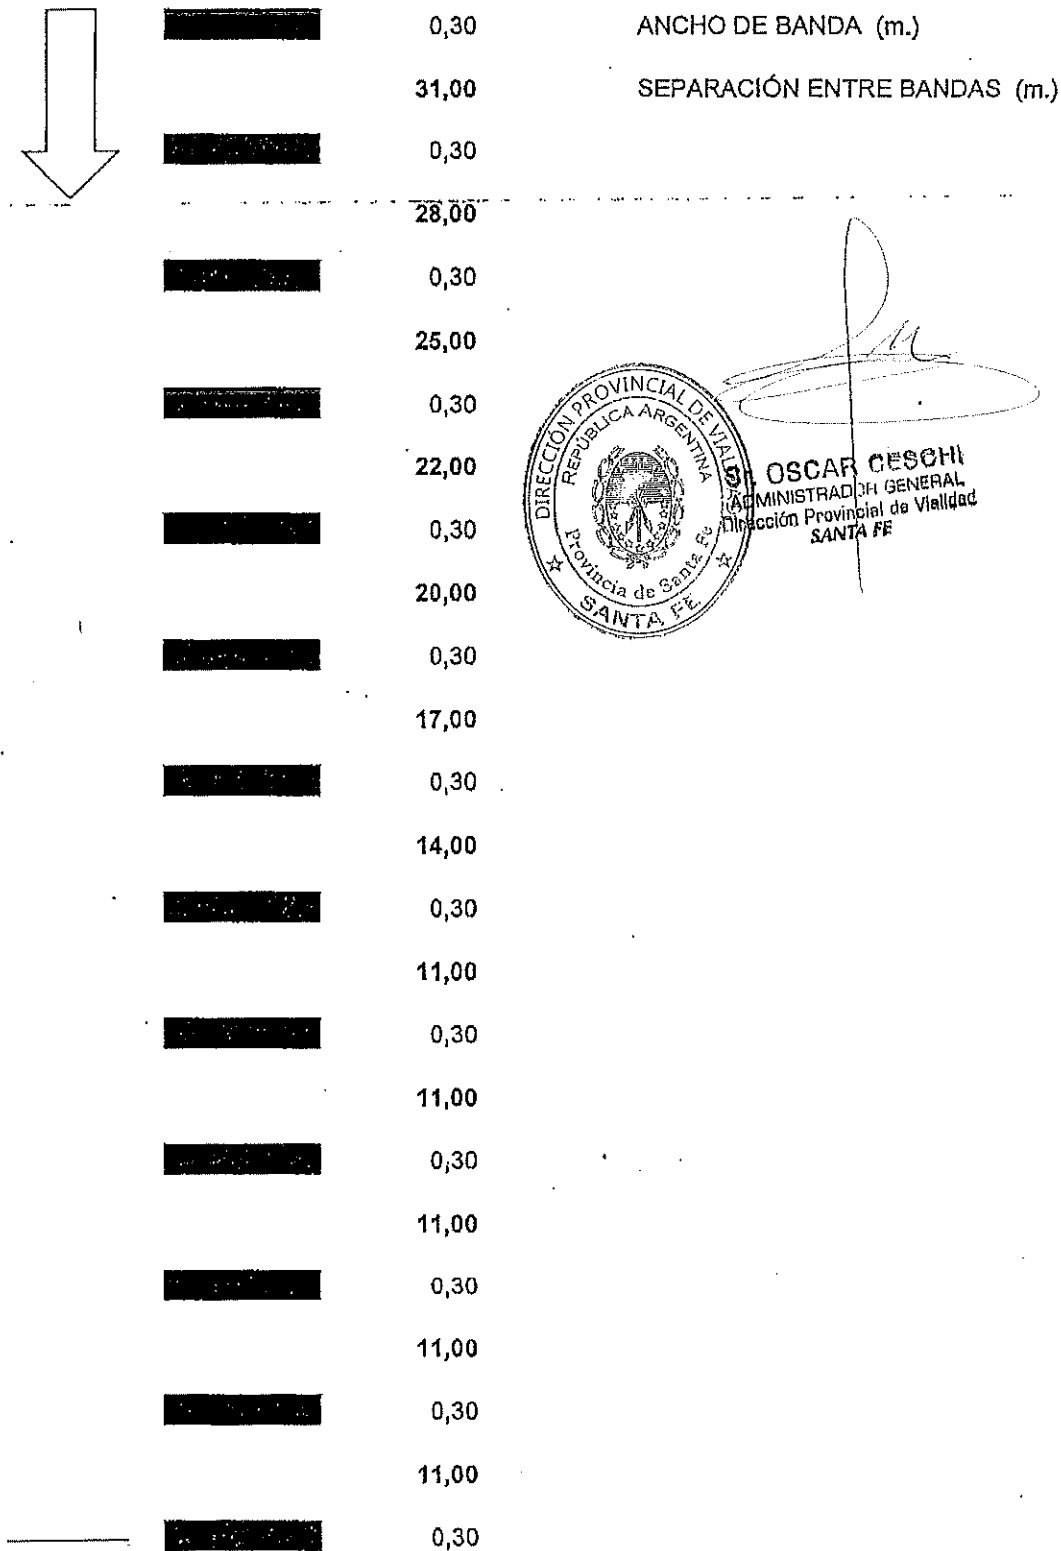 0,30 ANCHO DE BANDA (m.)
31,00 SEPARACIÓN ENTRE BANDAS (m.)
0,30
28,00
0,30
25,00
0,30
22,00
0,30
20,00
0,30
17,00
0,30
14,00
0,30
11,00
0,30
11,00
0,30
11,00
0,30
11,00
0,30
11,00
0,30
DIRECCIÓN PROVINCIAL DE
REPÚBLICA ARGENTINA
Provincia de Santa Fe
SANTA FE
OSCAR CESCHI
ADMINISTRADOR GENERAL
Dirección Provincial de Vialidad
SANTA FE